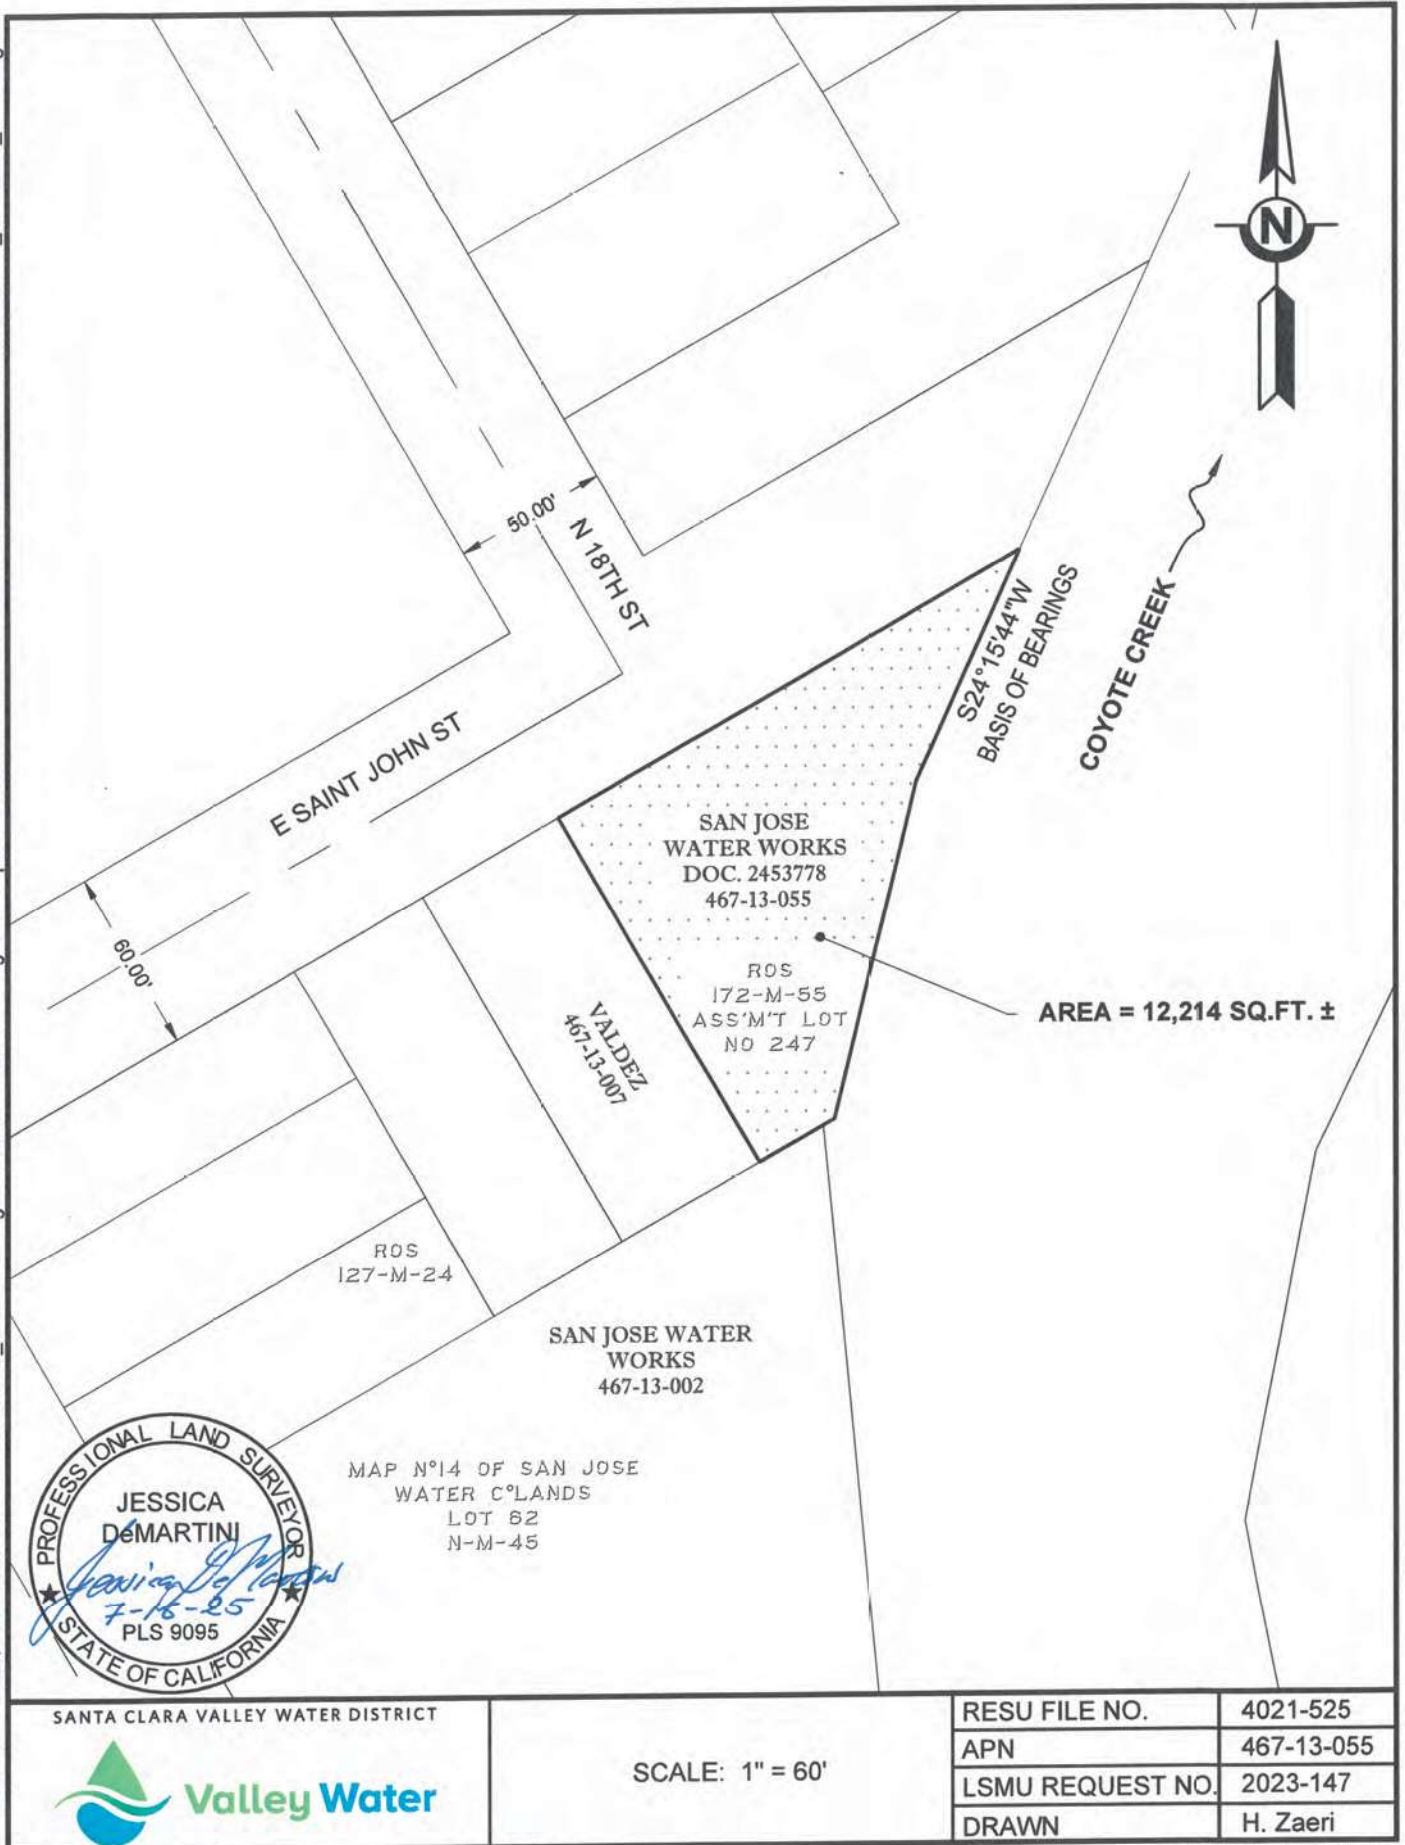 N
50.00'
N 18TH ST
S24°15'44"W
BASIS OF BEARINGS
COYOTE CREEK
E SAINT JOHN ST
60.00'
SAN JOSE
WATER WORKS
DOC. 2453778
467-13-055
ROS
172-M-55
ASS'M'T LOT
NO 247
AREA = 12,214 SQ.FT. ±
VALDEZ
467-13-007
ROS
127-M-24
SAN JOSE WATER
WORKS
467-13-002
MAP N°14 OF SAN JOSE
WATER C°LANDS
LOT 62
N-M-45
PROFESSIONAL LAND SURVEYOR
JESSICA
DeMARTINI
Jessica DeMartini
PLS 9095
STATE OF CALIFORNIA
SANTA CLARA VALLEY WATER DISTRICT
Valley Water
SCALE: 1" = 60'
RESU FILE NO. 4021-525
APN 467-13-055
LSMU REQUEST NO. 2023-147
DRAWN H. Zaeri